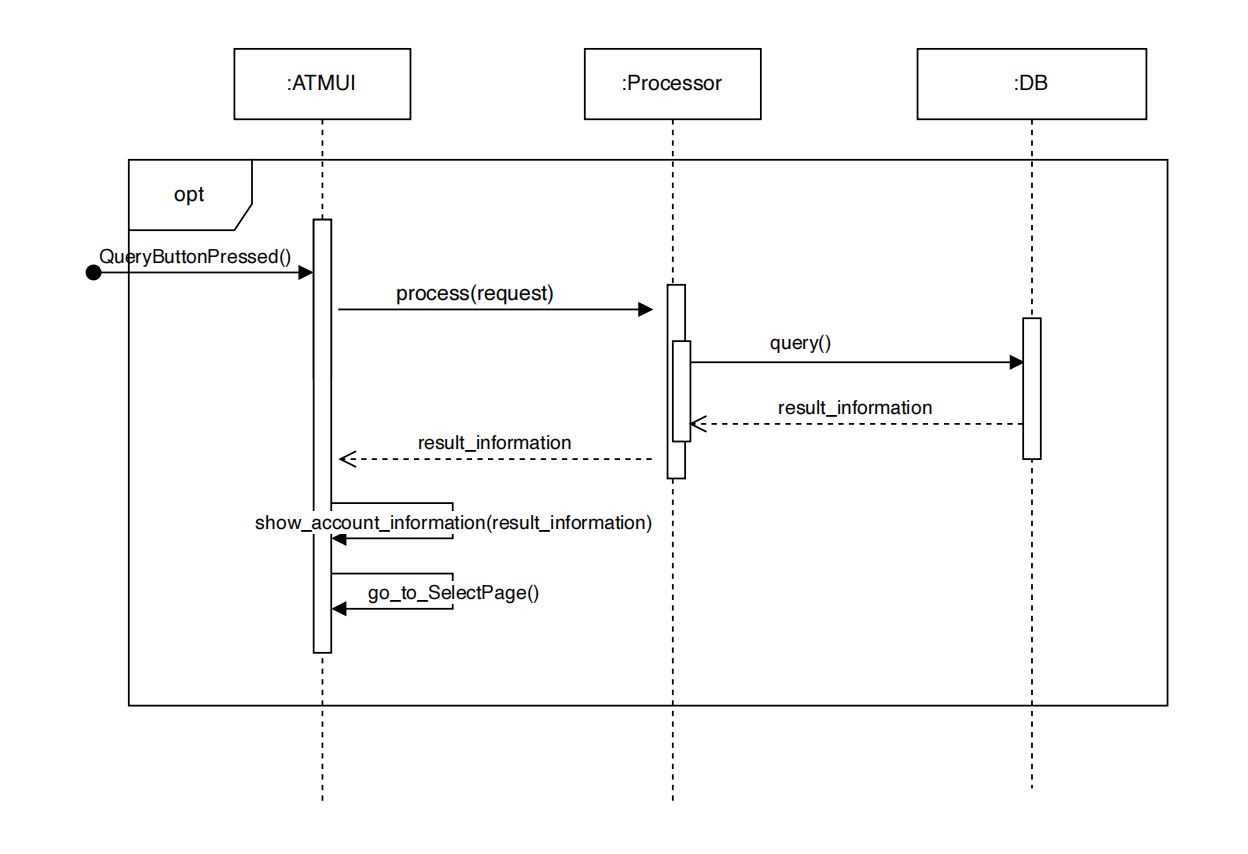 :ATMUI
:Processor
:DB
opt
QueryButtonPressed()
process(request)
query()
result_information
result_information
show_account_information(result_information)
go_to_SelectPage()